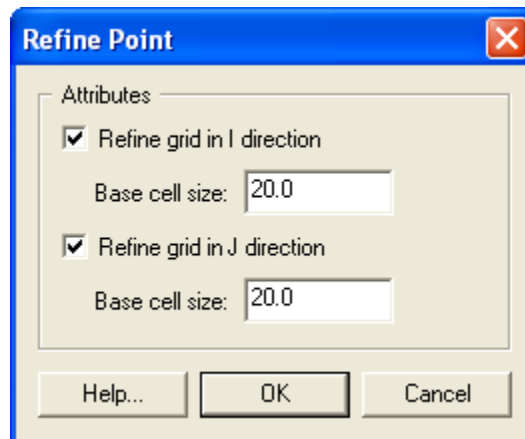 Refine Point
Attributes
Refine grid in I direction
Base cell size: 20.0
Refine grid in J direction
Base cell size: 20.0
Help... OK Cancel